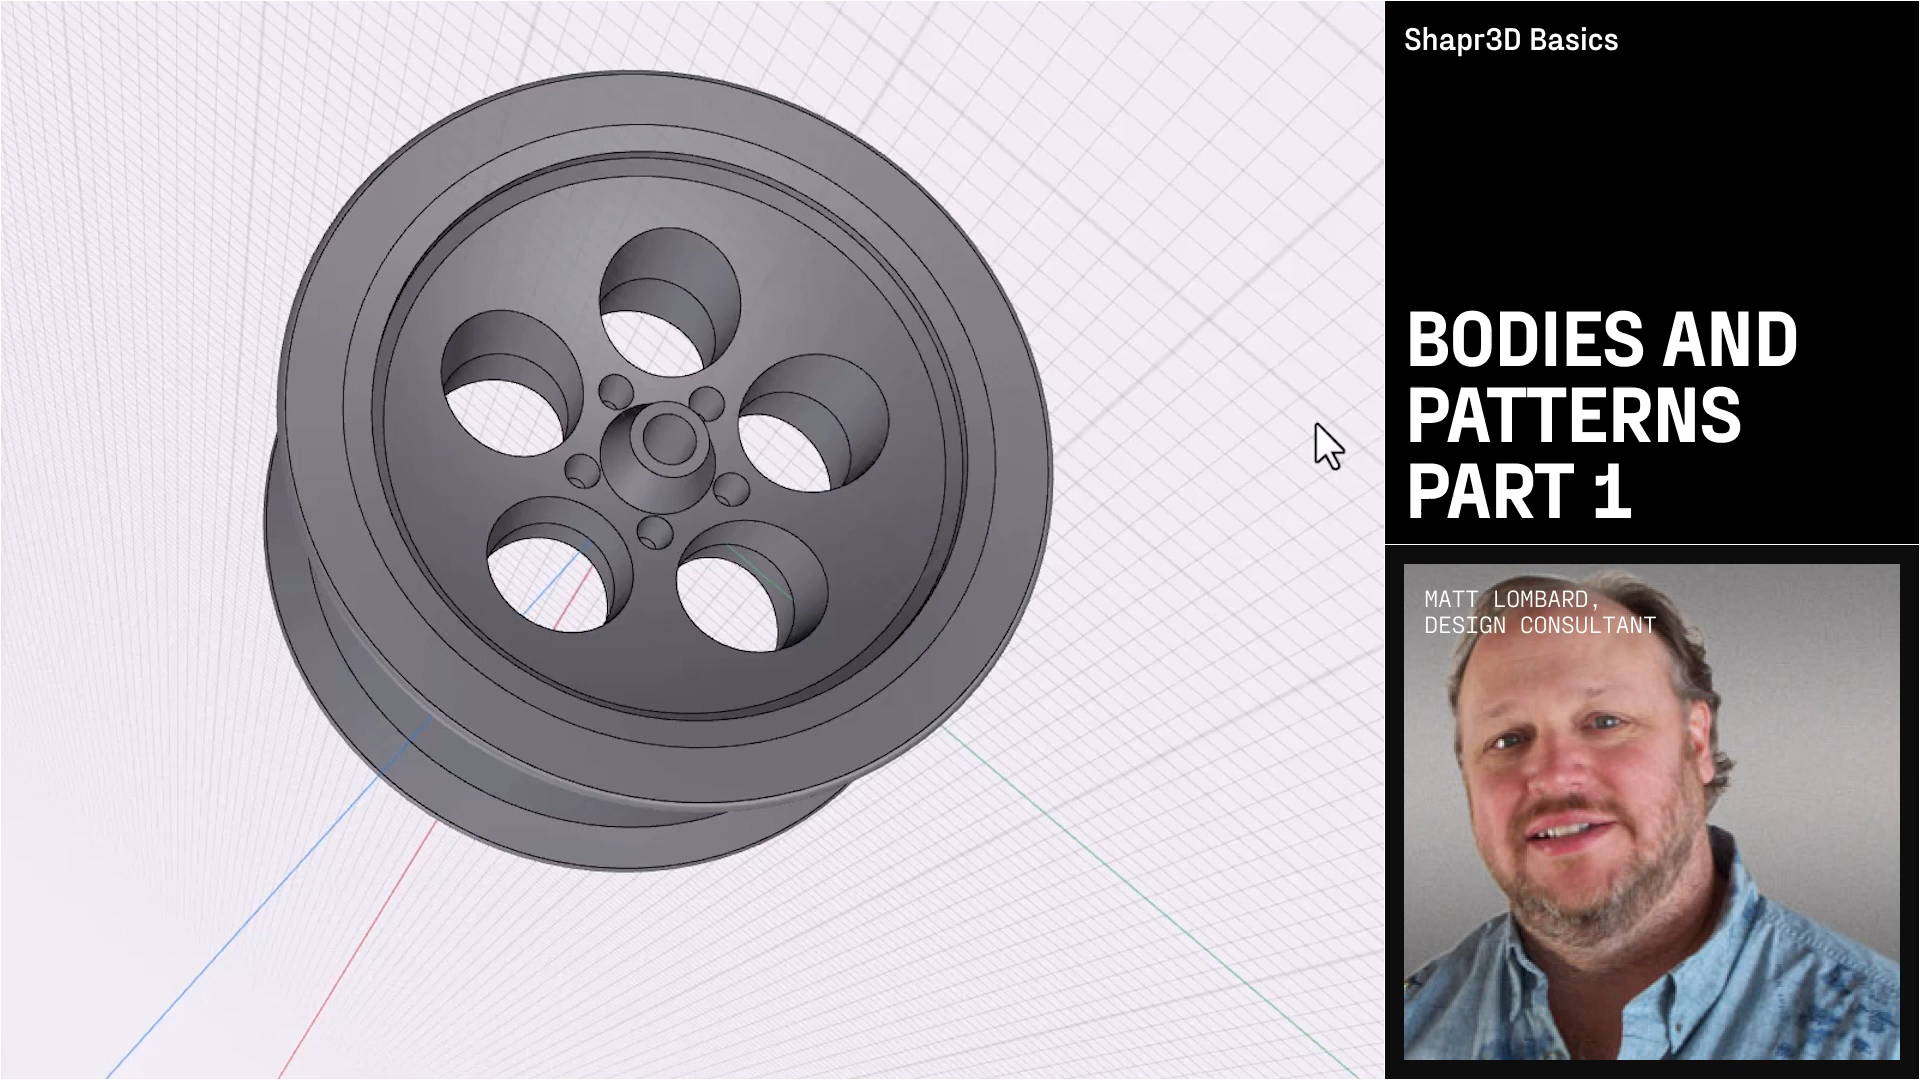 Shapr3D Basics
BODIES AND
PATTERNS
PART 1
MATT LOMBARD,
DESIGN CONSULTANT